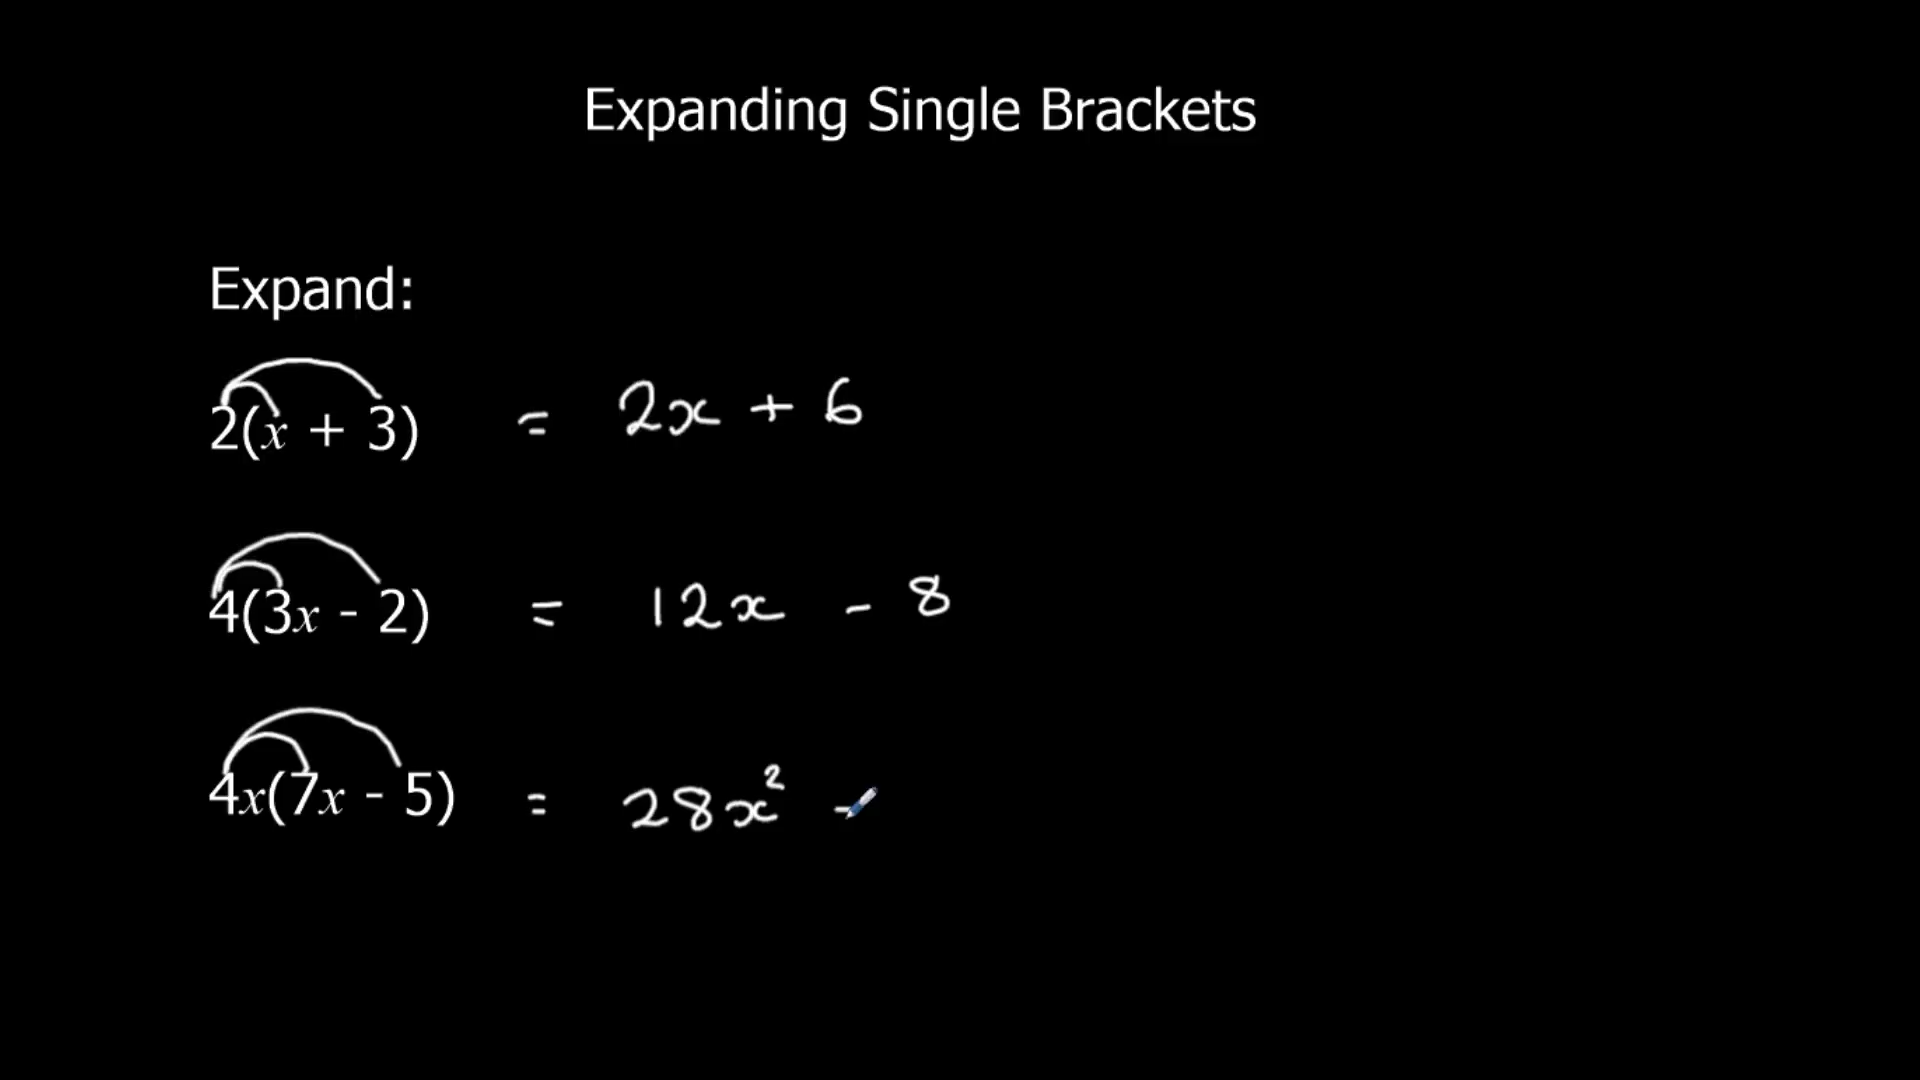 Expanding Single Brackets
Expand:
2(x + 3) = 2x + 6
4(3x - 2) = 12x - 8
4x(7x - 5) = 28x² -